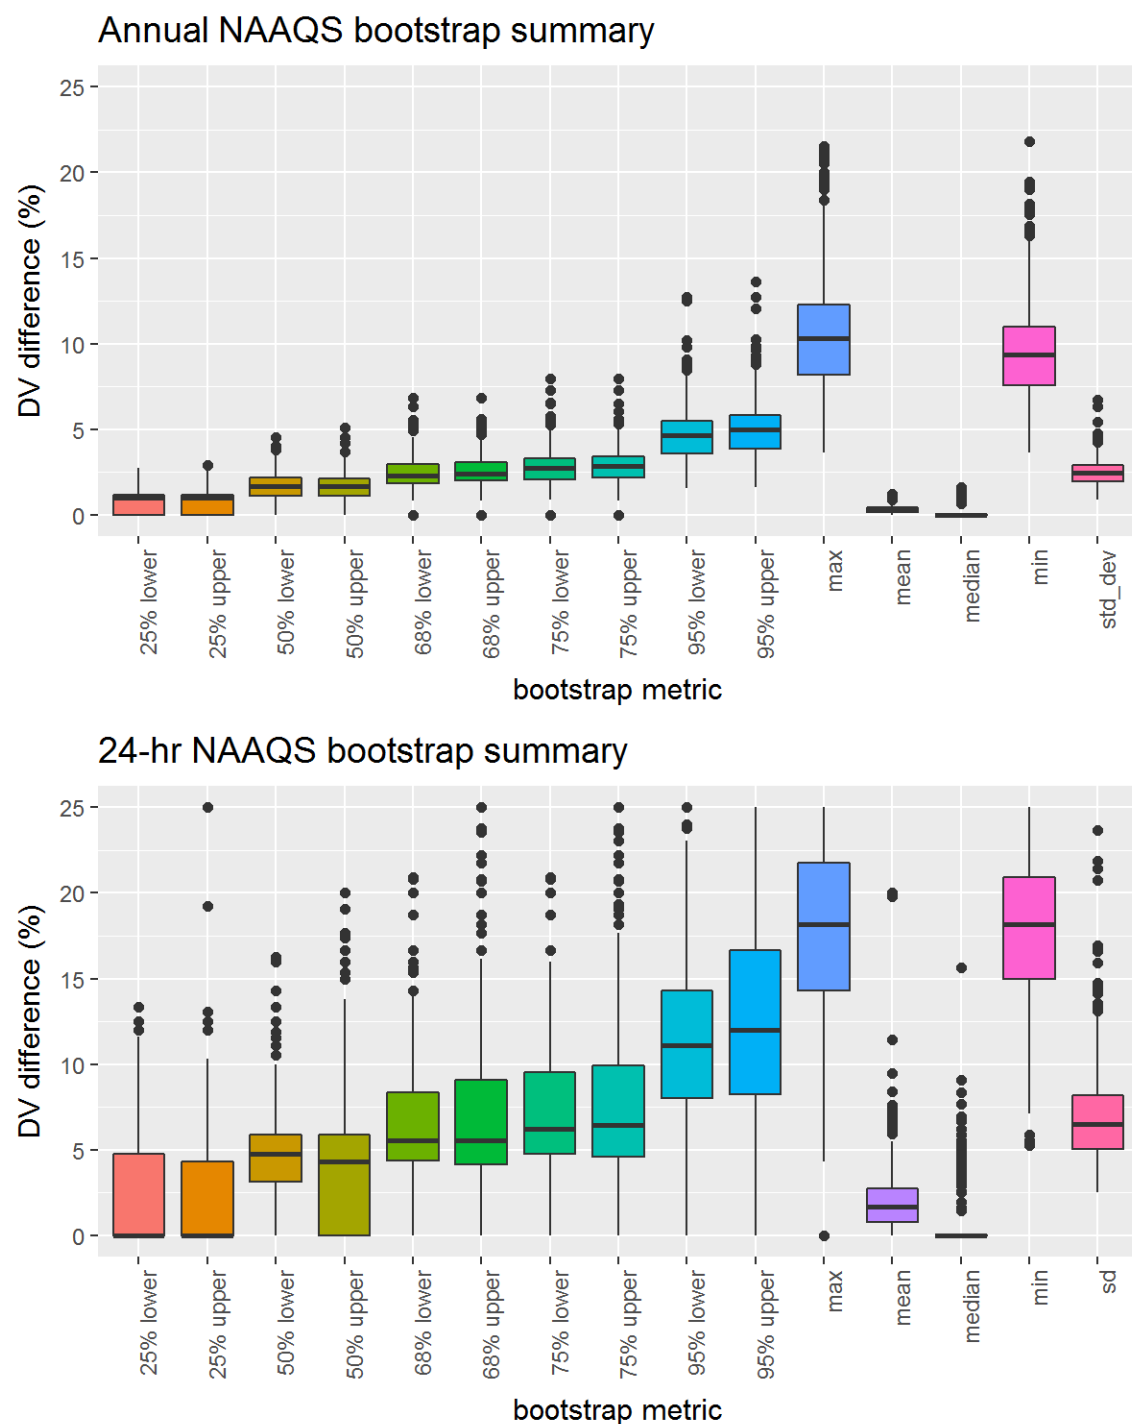 Annual NAAQS bootstrap summary
25
20
15
10
5
0
DV difference (%)
25% lower
25% upper
50% lower
50% upper
68% lower
68% upper
75% lower
75% upper
95% lower
95% upper
max
mean
median
min
std_dev
bootstrap metric
24-hr NAAQS bootstrap summary
25
20
15
10
5
0
DV difference (%)
25% lower
25% upper
50% lower
50% upper
68% lower
68% upper
75% lower
75% upper
95% lower
95% upper
max
mean
median
min
sd
bootstrap metric